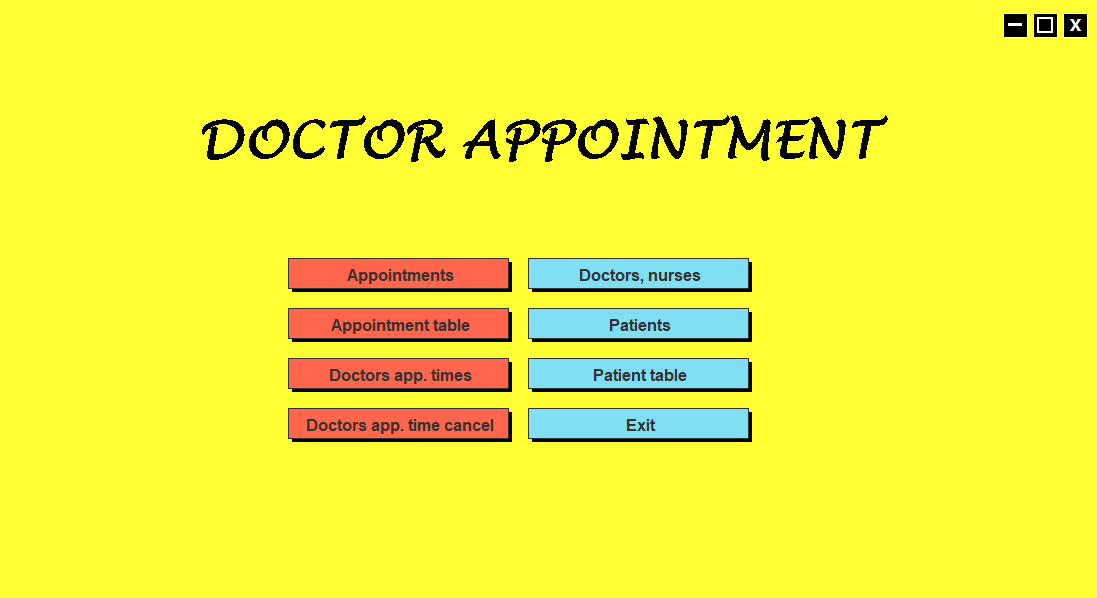 X
DOCTOR APPOINTMENT
Appointments
Doctors, nurses
Appointment table
Patients
Doctors app. times
Patient table
Doctors app. time cancel
Exit